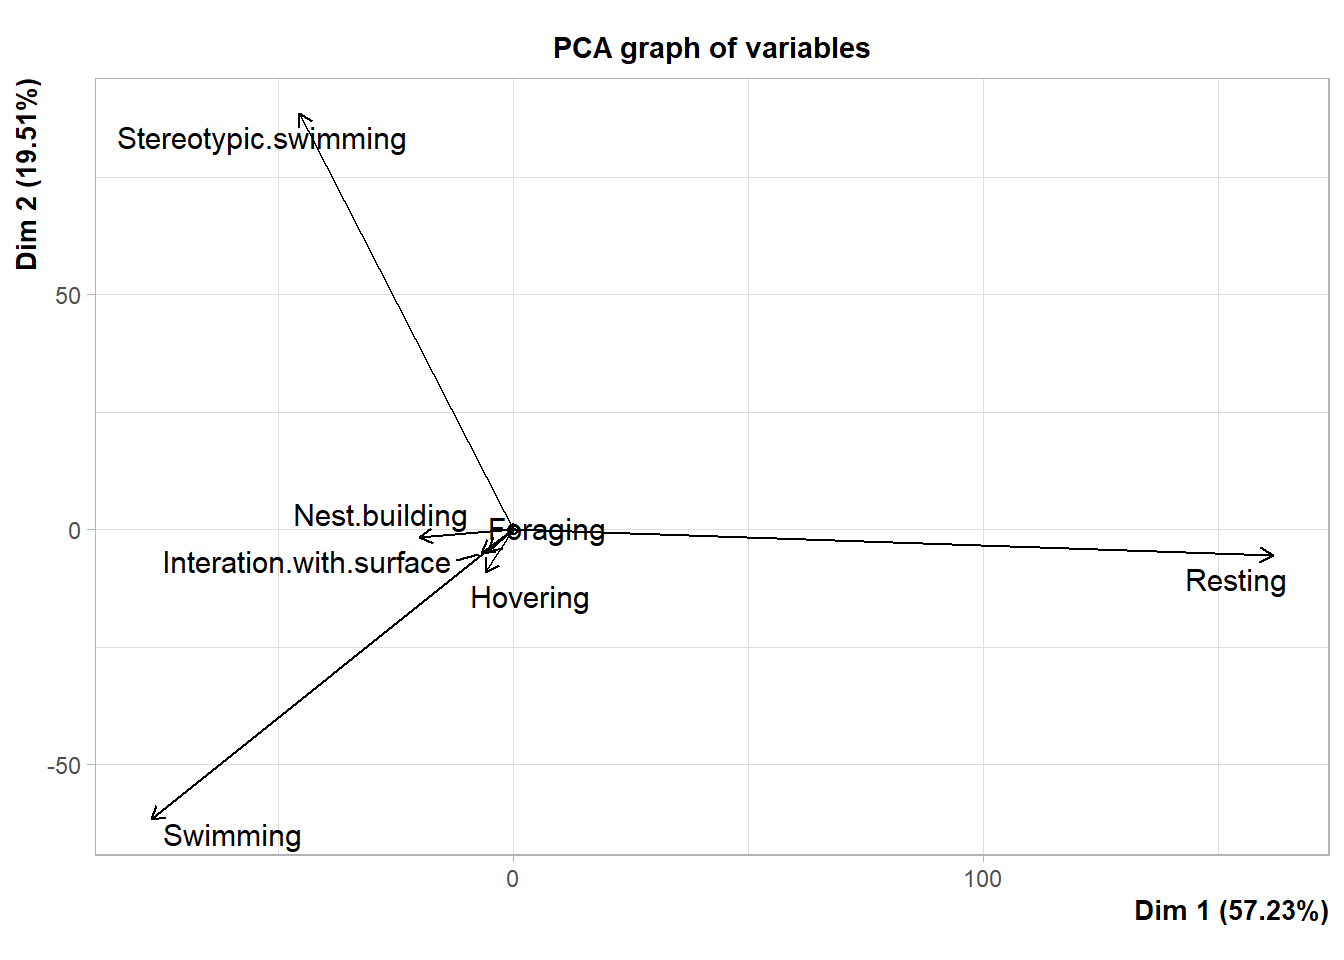 PCA graph of variables
Dim 2 (19.51%)
Stereotypic.swimming
50
Nest.building
Foraging
0
Interation.with.surface
Resting
Hovering
-50
Swimming
0
100
Dim 1 (57.23%)